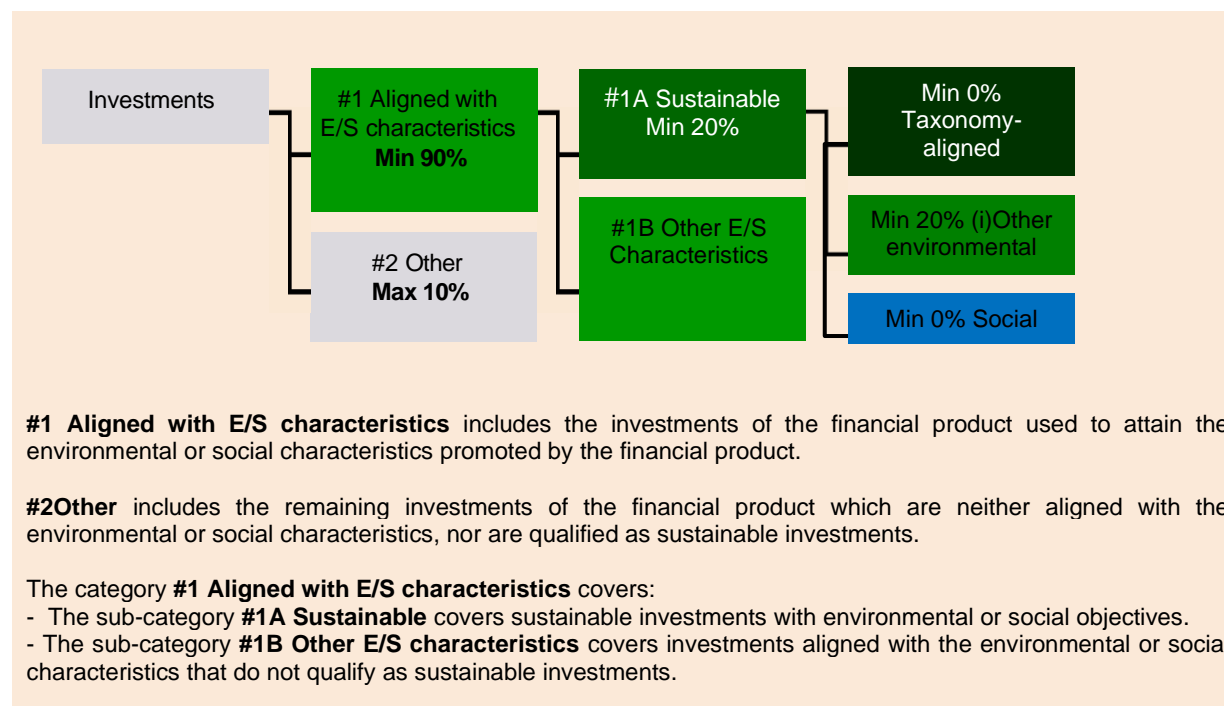 Investments
#1 Aligned with
E/S characteristics
Min 90%
#2 Other
Max 10%
#1A Sustainable
Min 20%
#1B Other E/S
Characteristics
Min 0%
Taxonomy-
aligned
Min 20% (i)Other
environmental
Min 0% Social
#1 Aligned with E/S characteristics includes the investments of the financial product used to attain the
environmental or social characteristics promoted by the financial product.
#2Other includes the remaining investments of the financial product which are neither aligned with the
environmental or social characteristics, nor are qualified as sustainable investments.
The category #1 Aligned with E/S characteristics covers:
- The sub-category #1A Sustainable covers sustainable investments with environmental or social objectives.
- The sub-category #1B Other E/S characteristics covers investments aligned with the environmental or social
characteristics that do not qualify as sustainable investments.